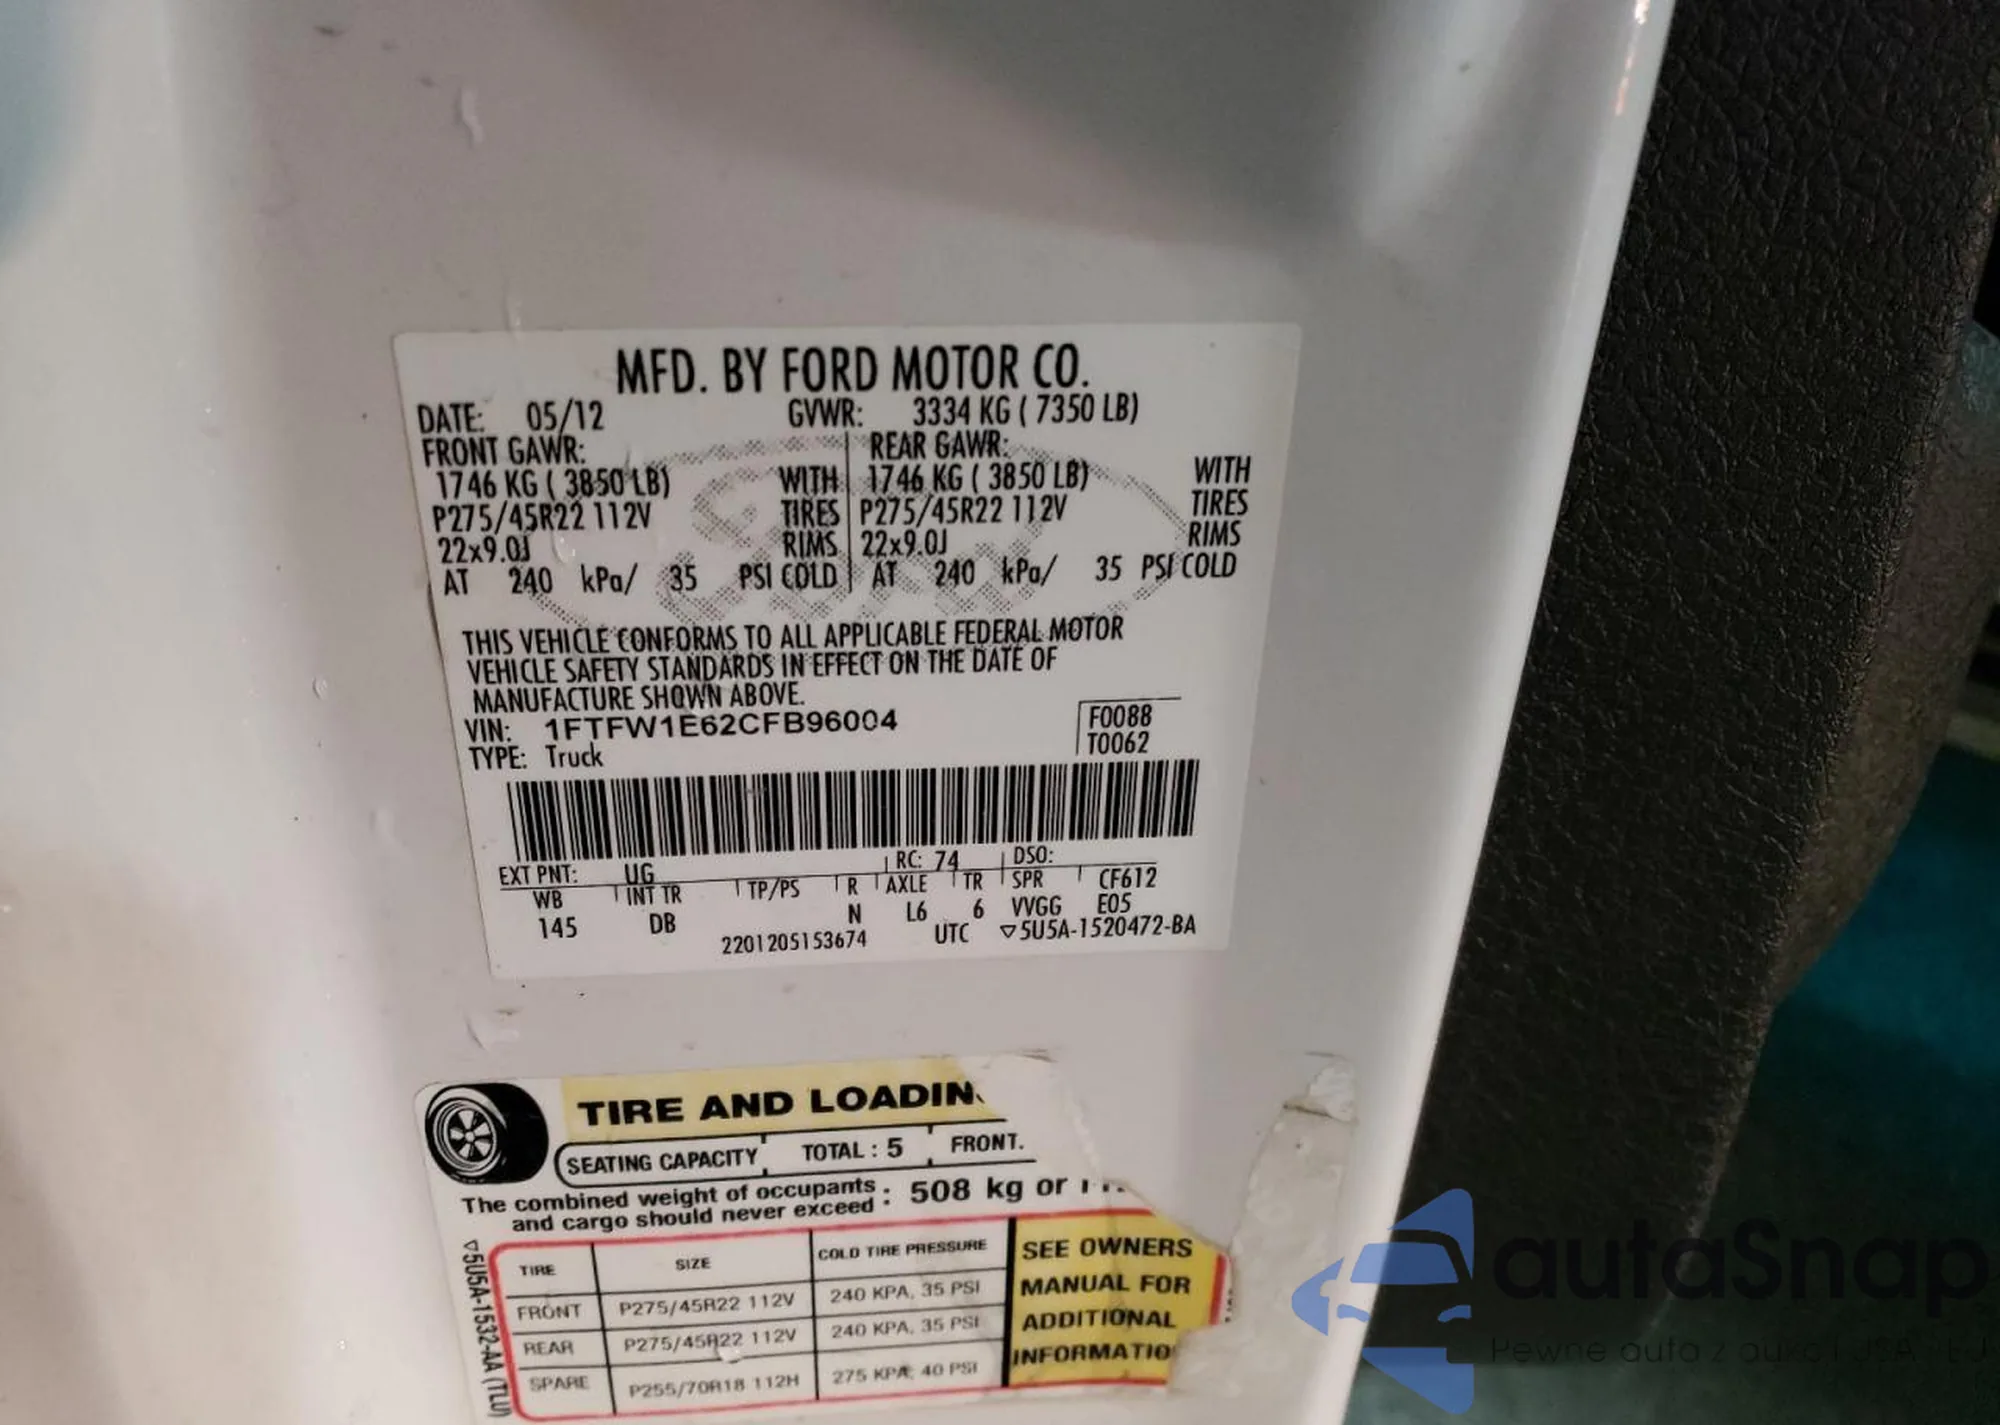 MFD. BY FORD MOTOR CO.
DATE: 05/12 GVWR: 3334 KG ( 7350 LB)
FRONT GAWR: REAR GAWR:
1746 KG ( 3850 LB) WITH 1746 KG ( 3850 LB) WITH
P275/45R22 112V TIRES P275/45R22 112V TIRES
22x9.0J RIMS 22x9.0J RIMS
AT 240 kPa/ 35 PSI COLD AT 240 kPa/ 35 PSI COLD
THIS VEHICLE CONFORMS TO ALL APPLICABLE FEDERAL MOTOR
VEHICLE SAFETY STANDARDS IN EFFECT ON THE DATE OF
MANUFACTURE SHOWN ABOVE.
VIN: 1FTFW1E62CFB96004 F0088
TYPE: Truck T0062
EXT PNT: UG RC: 74 DSO:
WB INT TR TP/PS R AXLE TR SPR CF612
145 DB N L6 6 VVGG E05
2201205153674 UTC ▽5U5A-1520472-BA
TIRE AND LOADIN
SEATING CAPACITY TOTAL : 5 FRONT.
The combined weight of occupants
and cargo should never exceed : 508 kg or
TIRE SIZE COLD TIRE PRESSURE
FRONT P275/45R22 112V 240 KPA, 35 PSI
REAR P275/45R22 112V 240 KPA, 35 PSI
SPARE P255/70R18 112H 275 KPA, 40 PSI
SEE OWNERS
MANUAL FOR
ADDITIONAL
INFORMATIO
▽5U5A-1532-AA (TLU)
autaSnap
Pewne auta z aukcji USA i EU